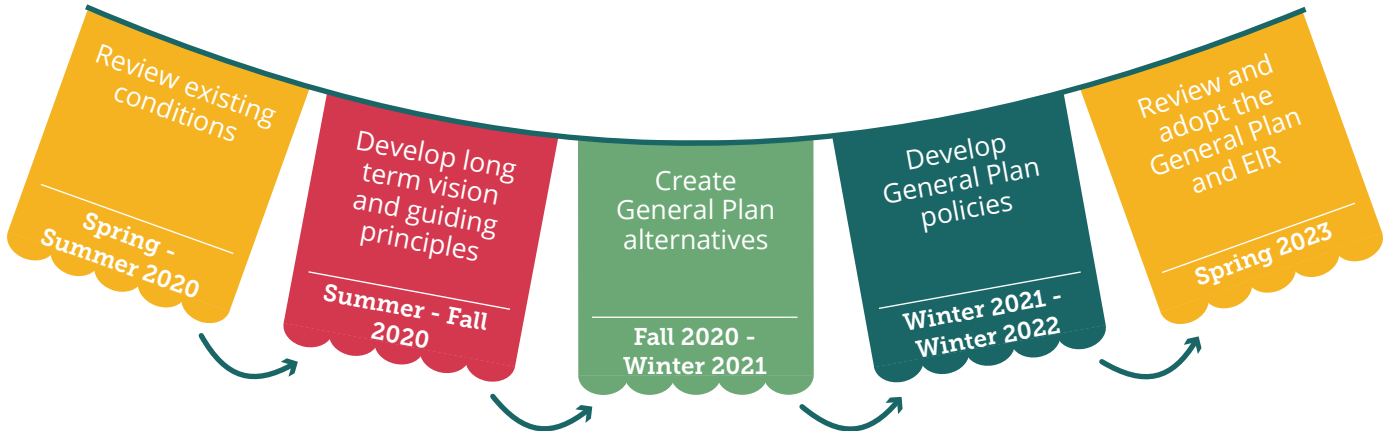 Review existing
conditions
Spring -
Summer 2020
Develop long
term vision
and guiding
principles
Summer - Fall
2020
Create
General Plan
alternatives
Fall 2020 -
Winter 2021
Develop
General Plan
policies
Winter 2021 -
Winter 2022
Review and
adopt the
General Plan
and EIR
Spring 2023